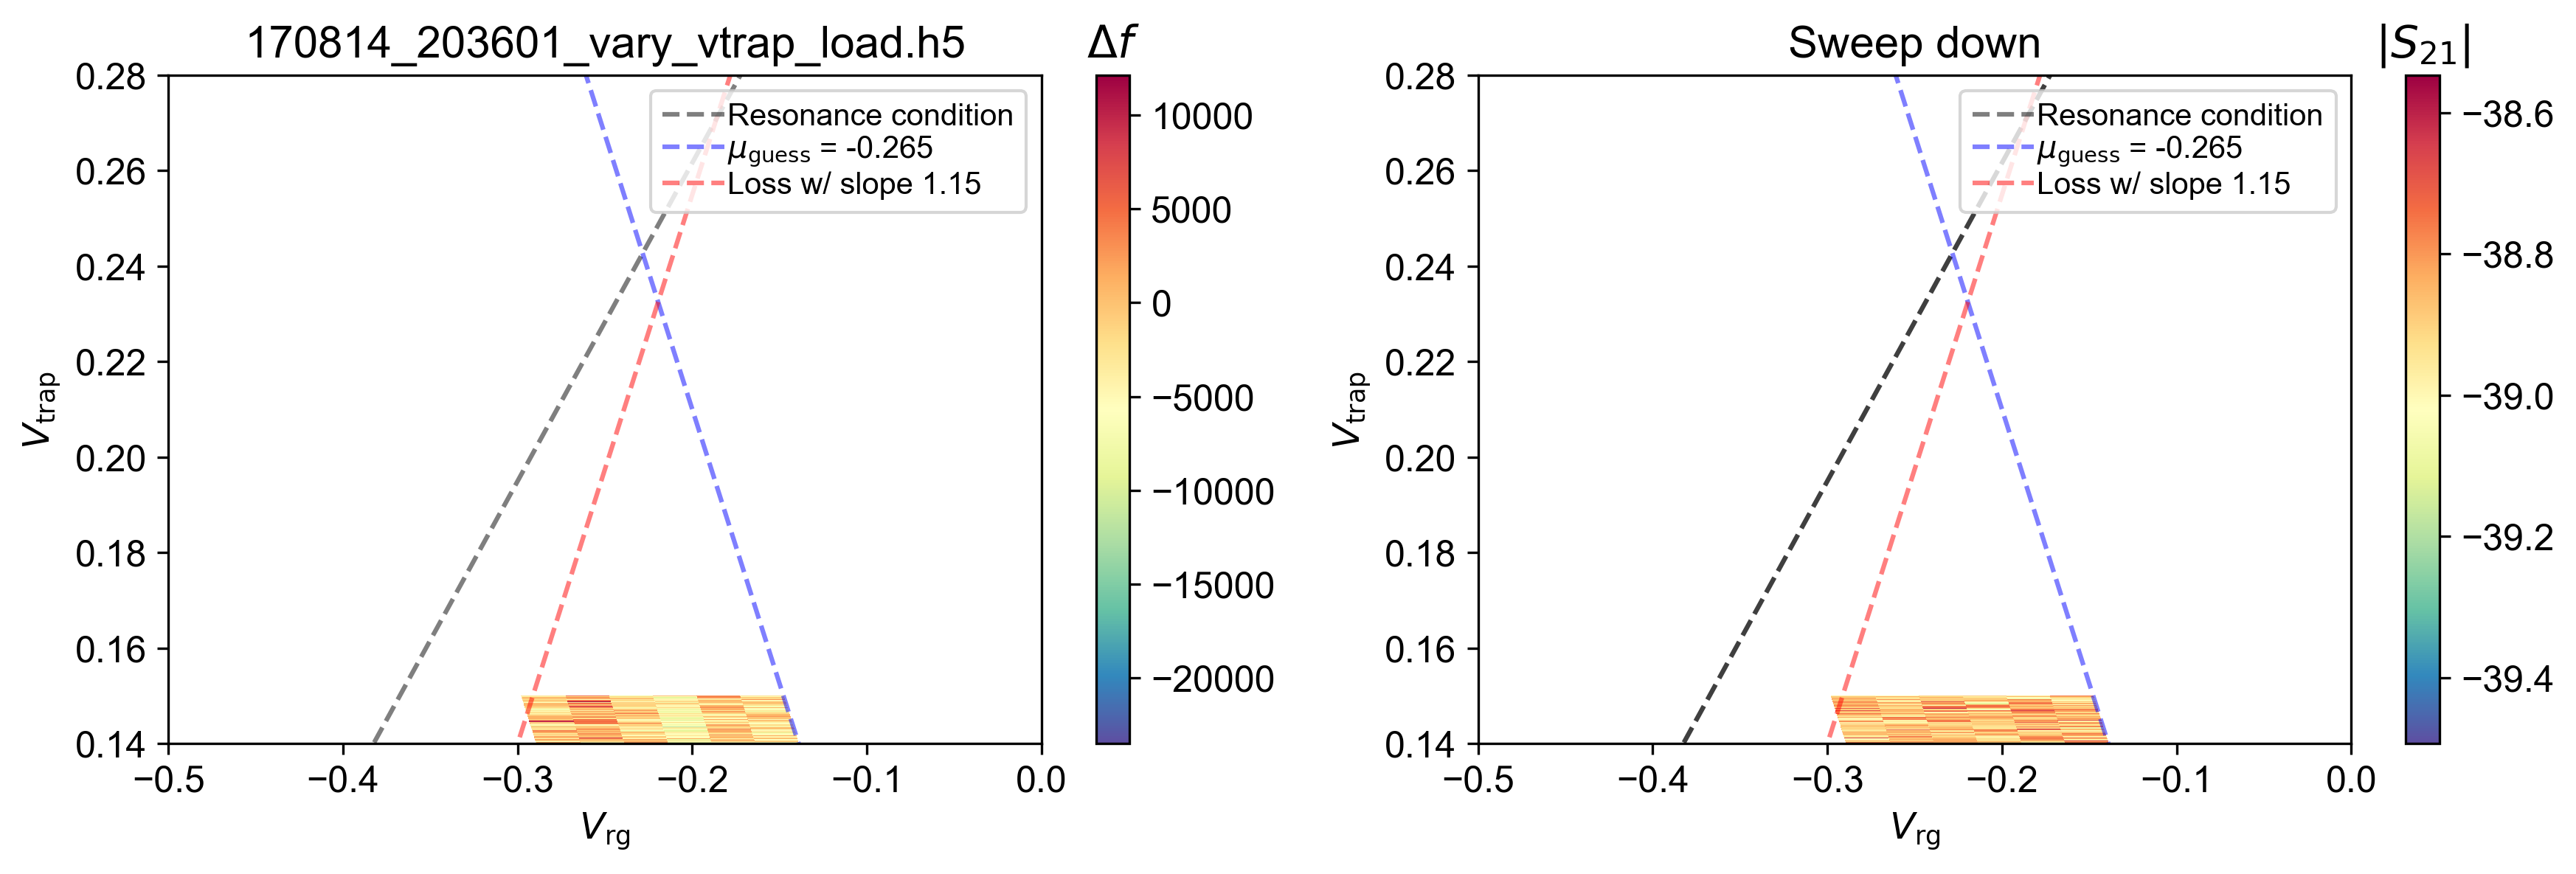 170814_203601_vary_vtrap_load.h5
Δf
0.28
0.26
0.24
0.22
0.20
0.18
0.16
0.14
V_trap
−0.5 −0.4 −0.3 −0.2 −0.1 0.0
V_rg
Resonance condition
μ_guess = -0.265
Loss w/ slope 1.15
10000
5000
0
−5000
−10000
−15000
−20000
Sweep down
|S_21|
0.28
0.26
0.24
0.22
0.20
0.18
0.16
0.14
V_trap
−0.5 −0.4 −0.3 −0.2 −0.1 0.0
V_rg
Resonance condition
μ_guess = -0.265
Loss w/ slope 1.15
−38.6
−38.8
−39.0
−39.2
−39.4